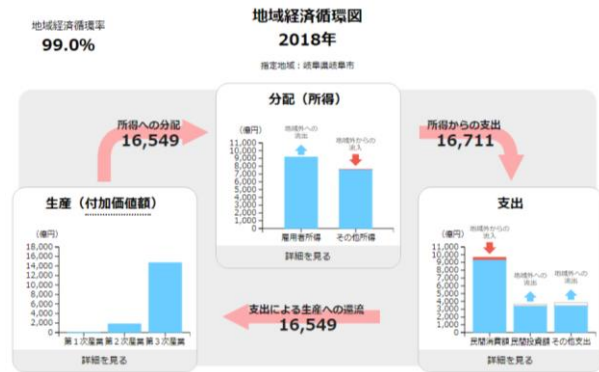 地域経済循環図
2018年
地域経済循環率
99.0%
指定地域：岐阜県岐阜市
分配（所得）
所得への分配
16,549
（億円）
地域外への
流出
地域外からの
流入
11,000
10,000
9,000
8,000
7,000
6,000
5,000
4,000
3,000
2,000
1,000
0
雇用者所得 その他所得
詳細を見る
所得からの支出
16,711
生産（付加価値額）
（億円）
18,000
16,000
14,000
12,000
10,000
8,000
6,000
4,000
2,000
0
第１次産業 第２次産業 第３次産業
詳細を見る
支出による生産への還流
16,549
支出
（億円）
地域外からの
流入
地域外への
流出
地域外への
流出
11,000
10,000
9,000
8,000
7,000
6,000
5,000
4,000
3,000
2,000
1,000
0
民間消費額 民間投資額 その他支出
詳細を見る